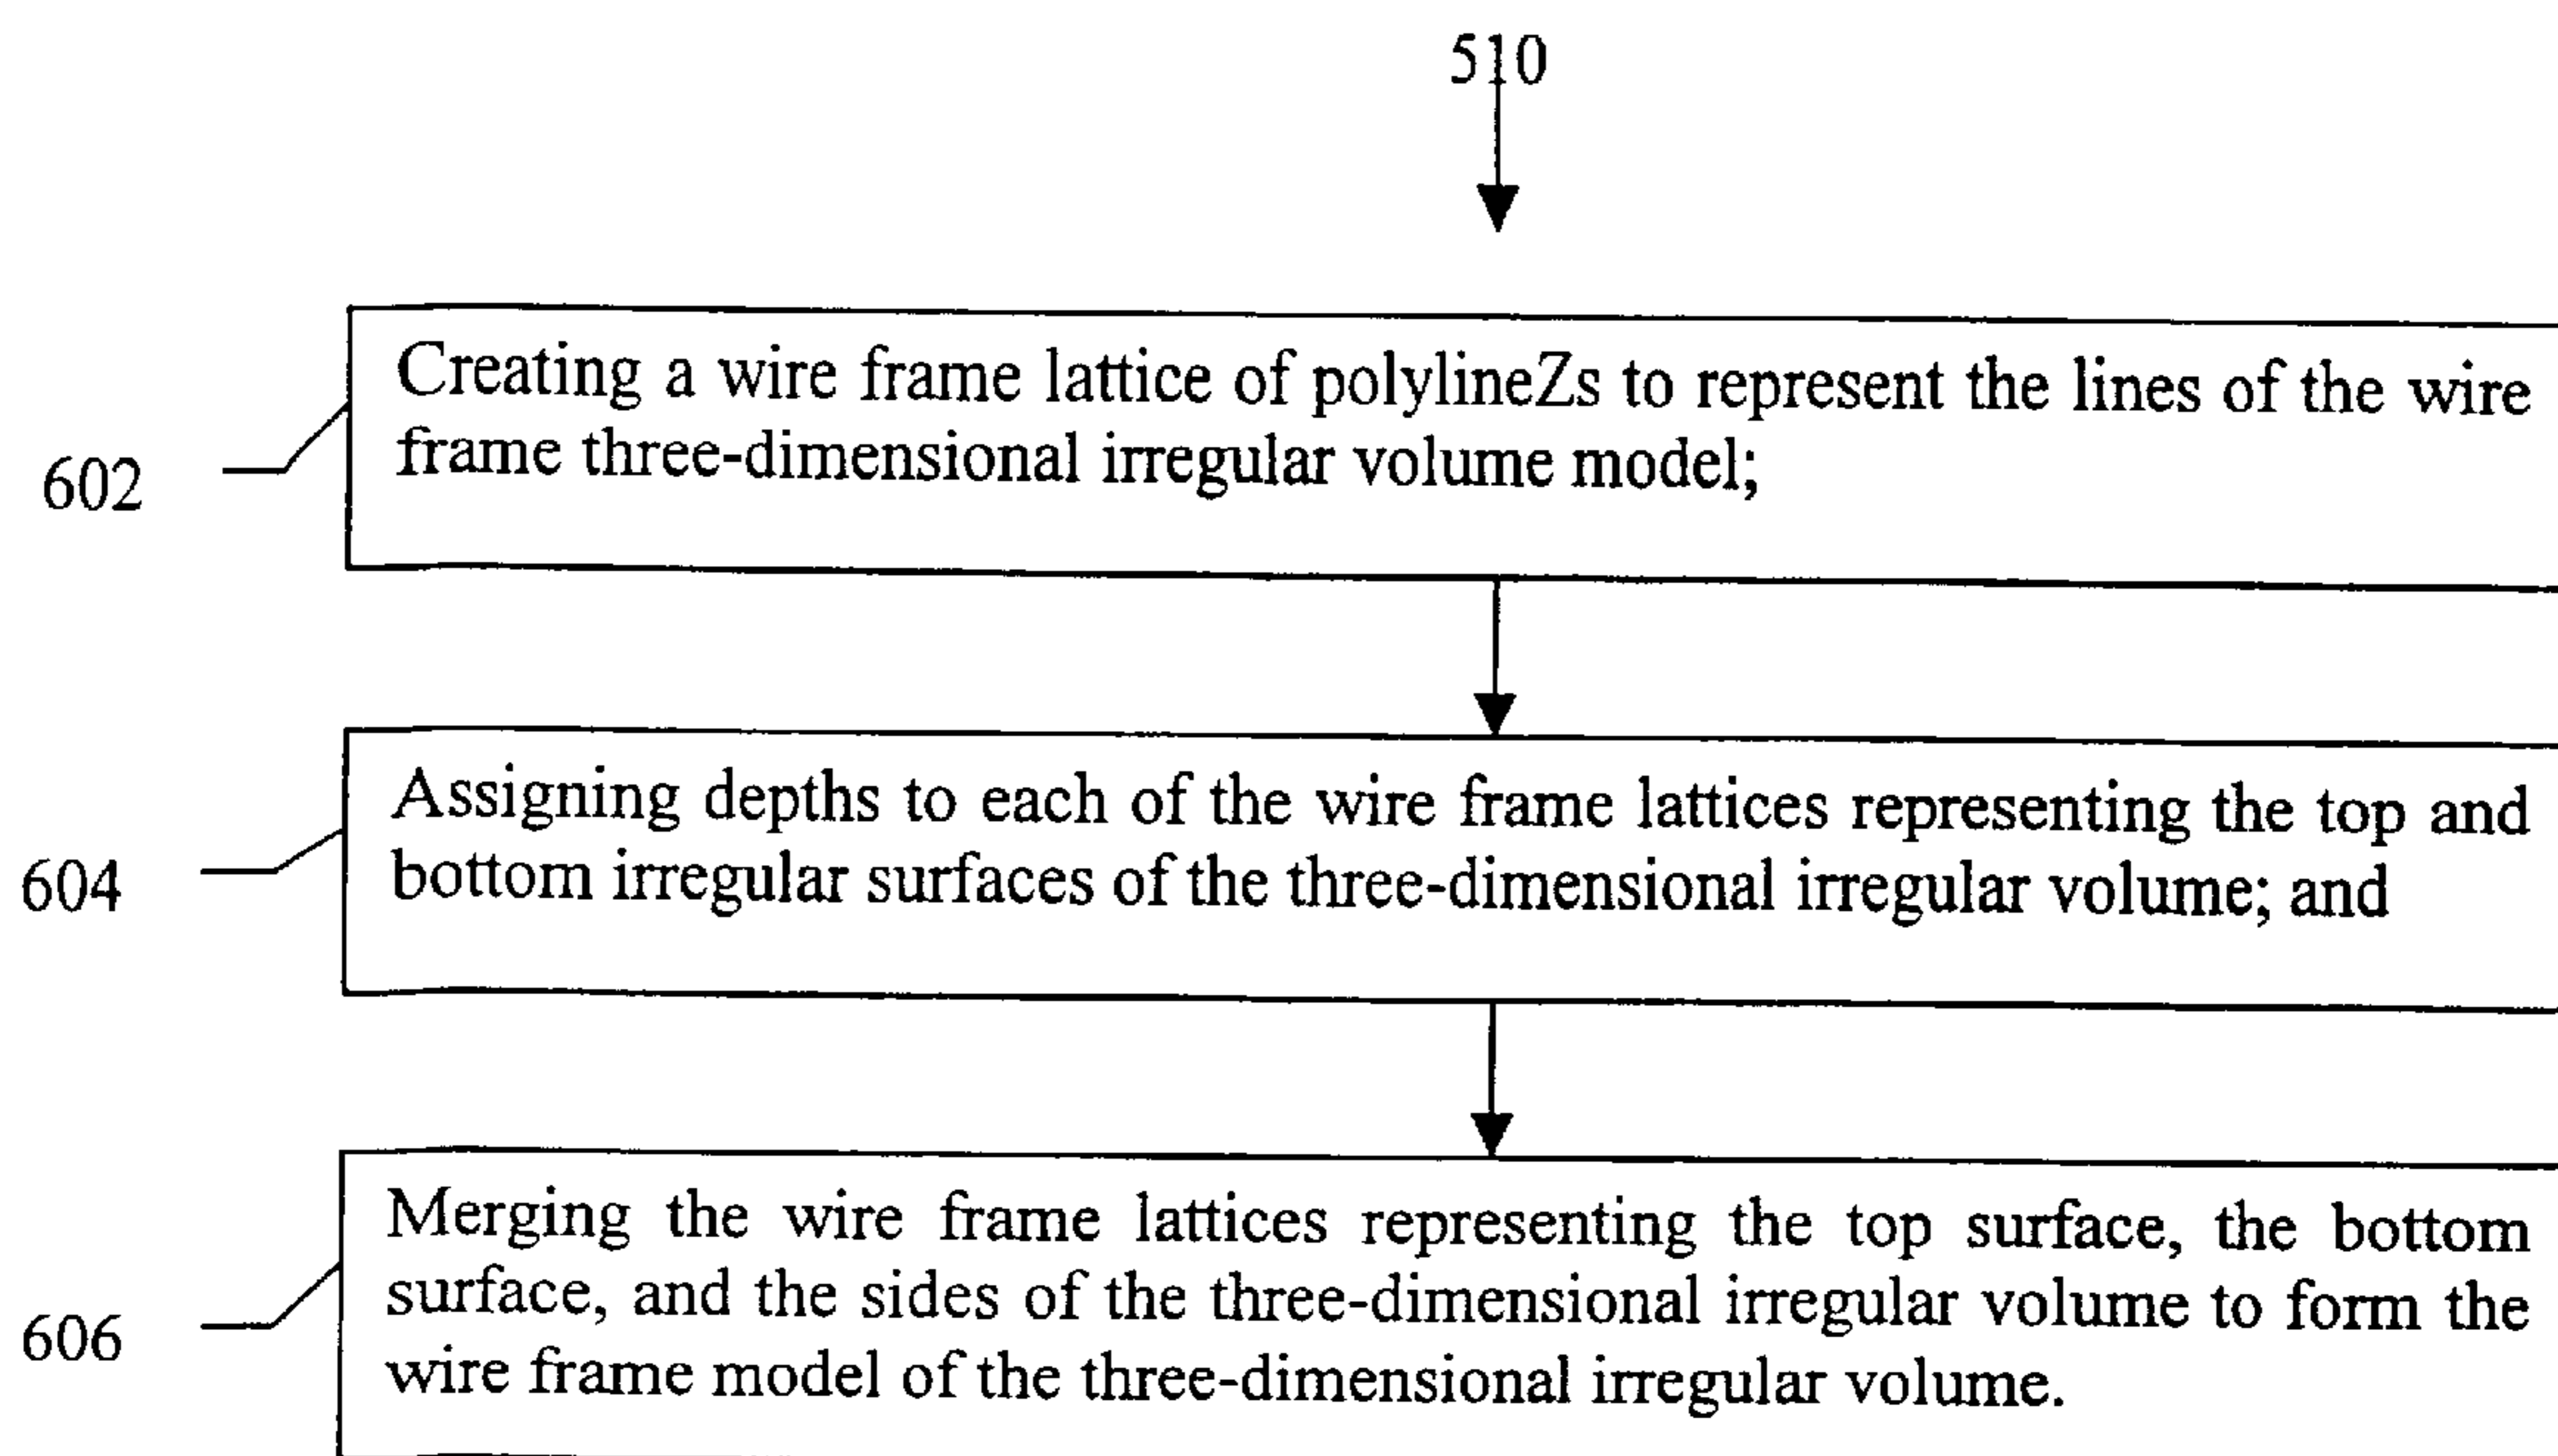 510
Creating a wire frame lattice of polylineZs to represent the lines of the wire
frame three-dimensional irregular volume model;
602
Assigning depths to each of the wire frame lattices representing the top and
bottom irregular surfaces of the three-dimensional irregular volume; and
604
Merging the wire frame lattices representing the top surface, the bottom
surface, and the sides of the three-dimensional irregular volume to form the
wire frame model of the three-dimensional irregular volume.
606